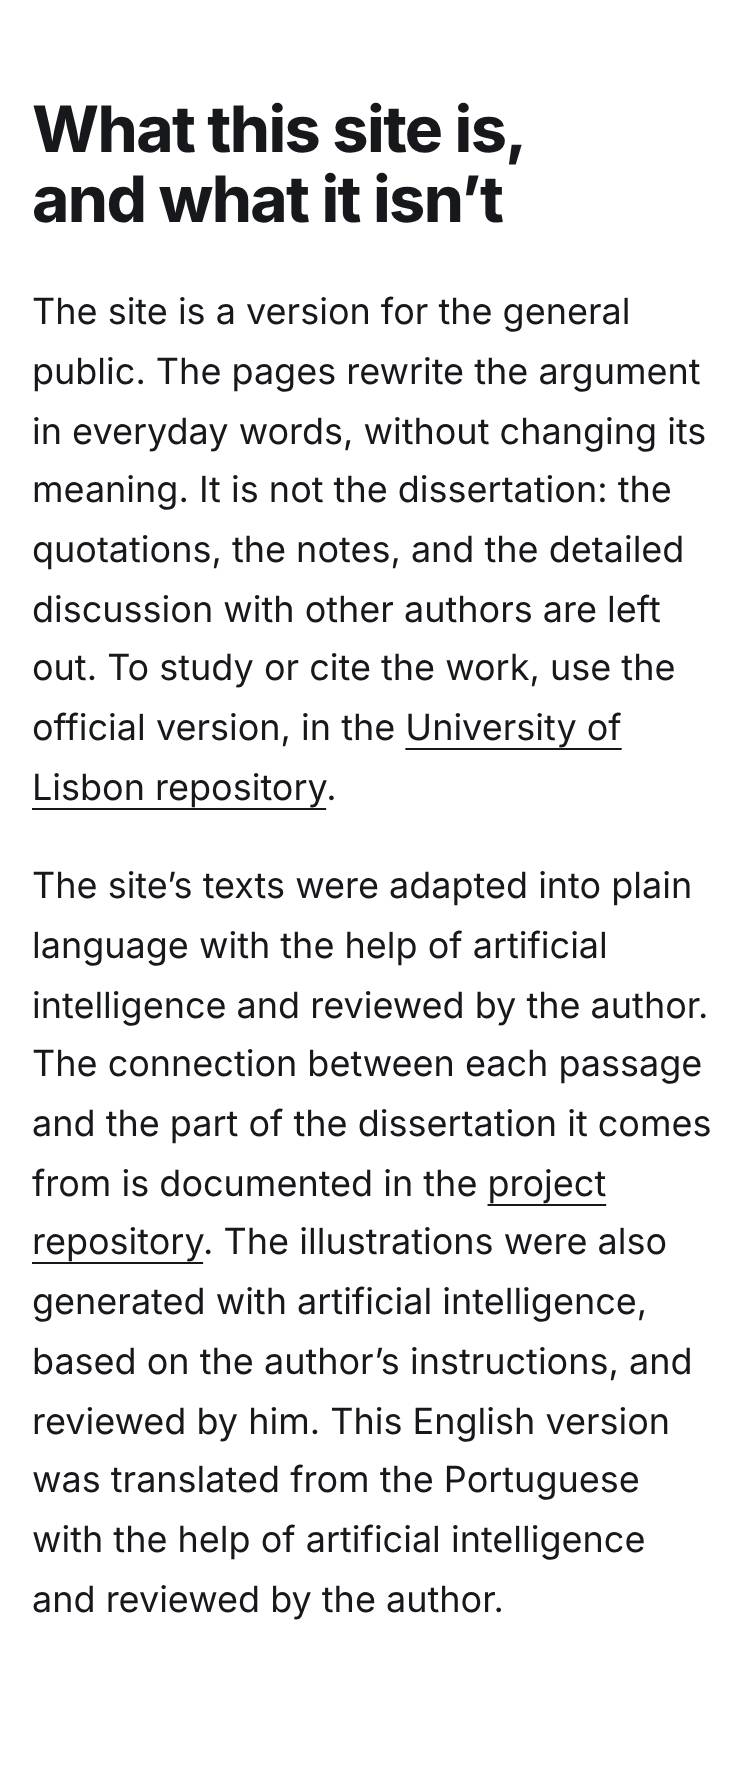 What this site is,
and what it isn’t
The site is a version for the general
public. The pages rewrite the argument
in everyday words, without changing its
meaning. It is not the dissertation: the
quotations, the notes, and the detailed
discussion with other authors are left
out. To study or cite the work, use the
official version, in the University of
Lisbon repository.
The site’s texts were adapted into plain
language with the help of artificial
intelligence and reviewed by the author.
The connection between each passage
and the part of the dissertation it comes
from is documented in the project
repository. The illustrations were also
generated with artificial intelligence,
based on the author’s instructions, and
reviewed by him. This English version
was translated from the Portuguese
with the help of artificial intelligence
and reviewed by the author.